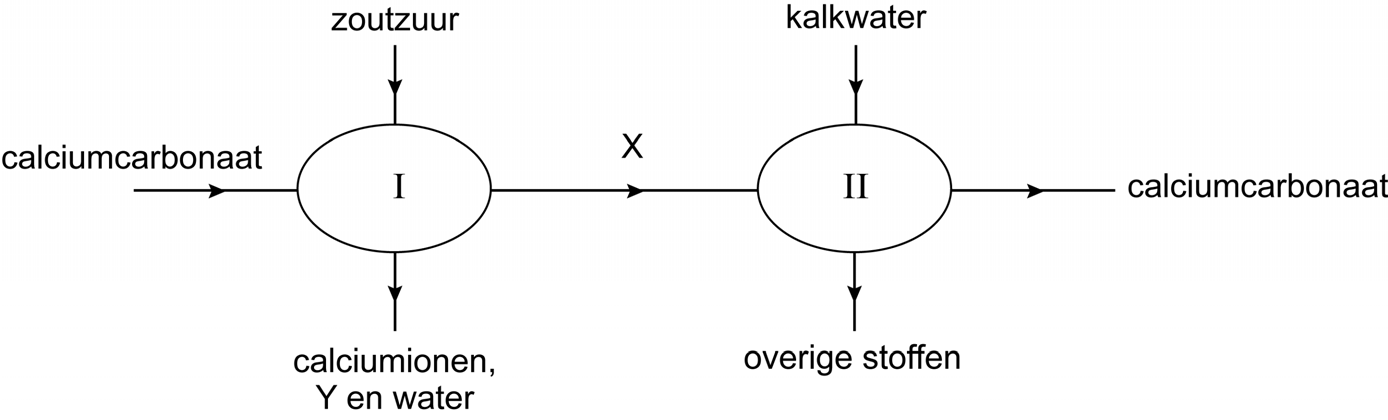 zoutzuur
kalkwater
calciumcarbonaat
X
I
II
calciumcarbonaat
calciumionen,
Y en water
overige stoffen